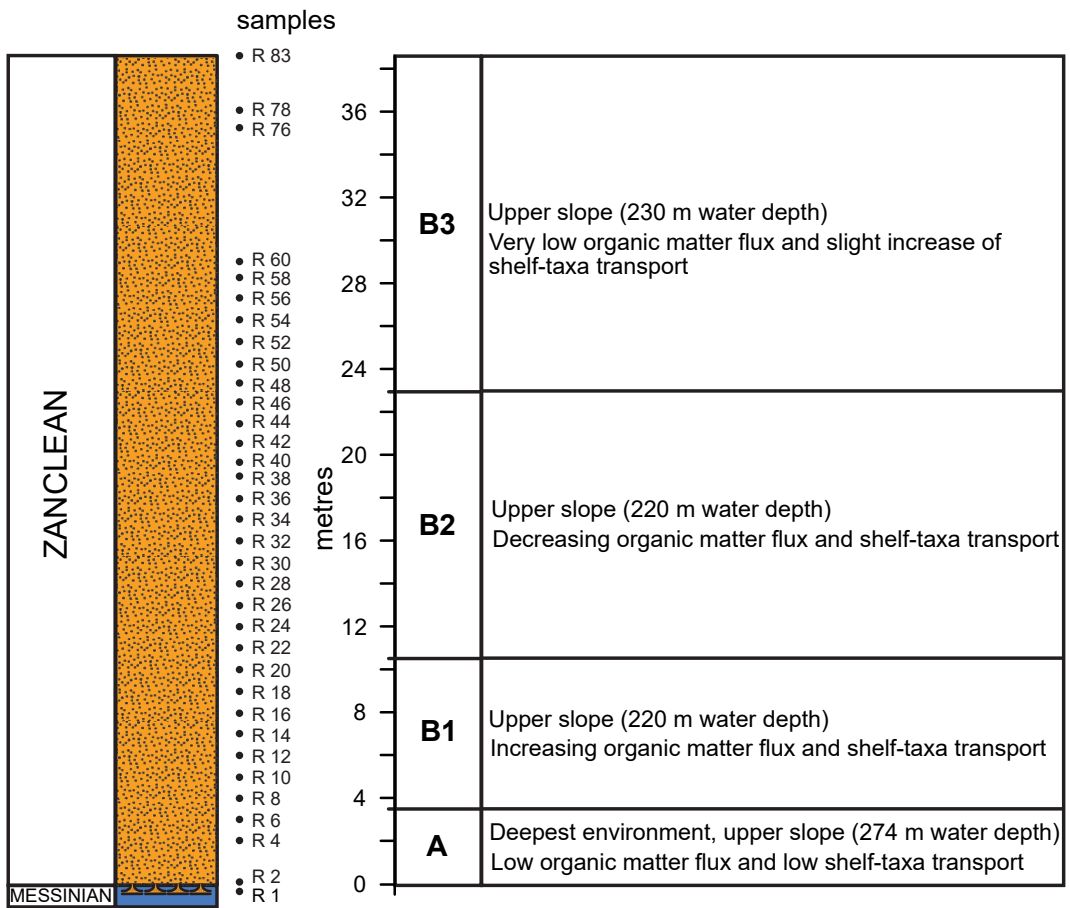 samples
R 83
R 78
R 76
R 60
R 58
R 56
R 54
R 52
R 50
R 48
R 46
R 44
R 42
R 40
R 38
R 36
R 34
R 32
R 30
R 28
R 26
R 24
R 22
R 20
R 18
R 16
R 14
R 12
R 10
R 8
R 6
R 4
R 2
R 1
ZANCLEAN
MESSINIAN
metres
36
32
28
24
20
16
12
8
4
0
B3
Upper slope (230 m water depth)
Very low organic matter flux and slight increase of
shelf-taxa transport
B2
Upper slope (220 m water depth)
Decreasing organic matter flux and shelf-taxa transport
B1
Upper slope (220 m water depth)
Increasing organic matter flux and shelf-taxa transport
A
Deepest environment, upper slope (274 m water depth)
Low organic matter flux and low shelf-taxa transport